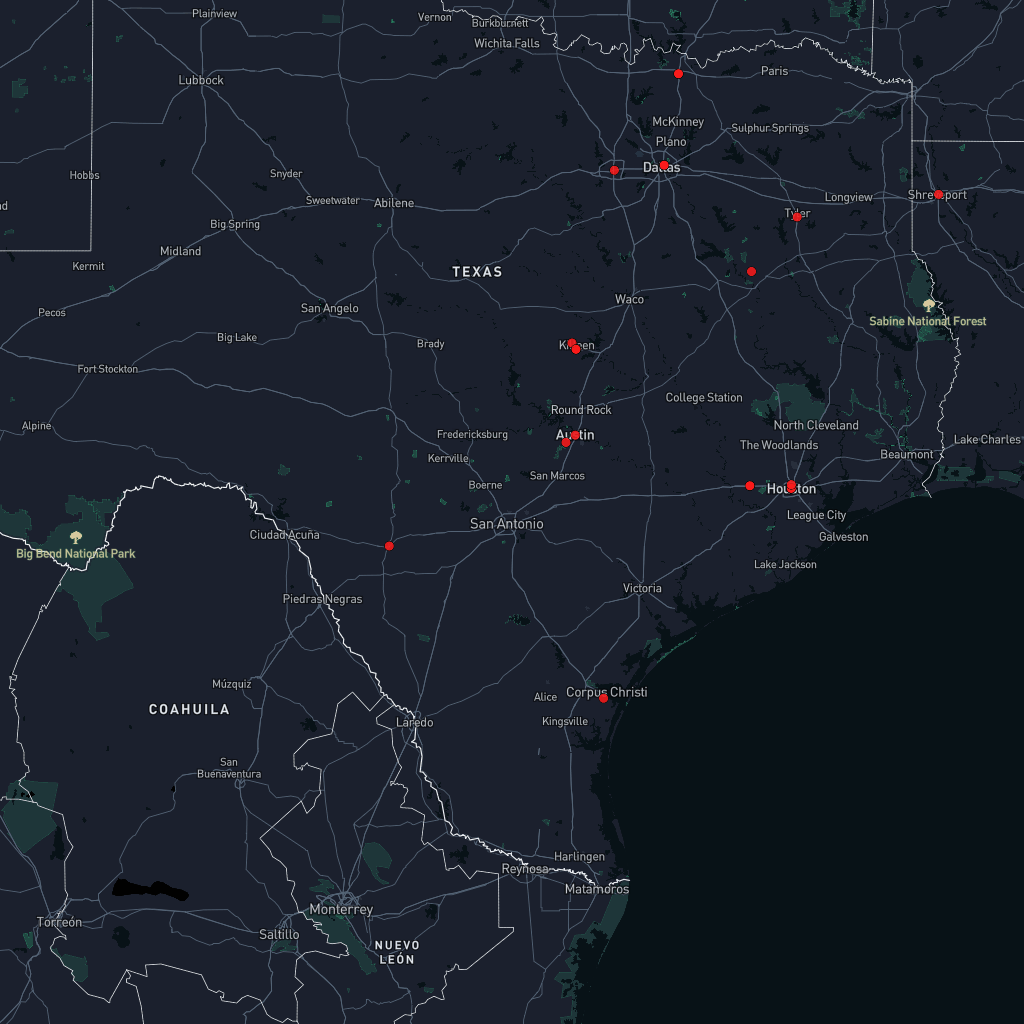 Plainview
Vernon
Burkburnett
Wichita Falls
Lubbock
Paris
McKinney
Sulphur Springs
Plano
Dallas
Hobbs
Snyder
Sweetwater
Abilene
Longview
Shreveport
Tyler
Big Spring
Midland
Kermit
TEXAS
Waco
Pecos
San Angelo
Sabine National Forest
Big Lake
Brady
Killeen
Fort Stockton
College Station
Round Rock
Alpine
Fredericksburg
Austin
North Cleveland
The Woodlands
Lake Charles
Beaumont
Kerrville
San Marcos
Boerne
Houston
League City
San Antonio
Ciudad Acuña
Galveston
Big Bend National Park
Lake Jackson
Victoria
Piedras Negras
Múzquiz
Alice
Corpus Christi
COAHUILA
Laredo
Kingsville
San
Buenaventura
Harlingen
Reynosa
Matamoros
Monterrey
Torreón
Saltillo
NUEVO
LEÓN